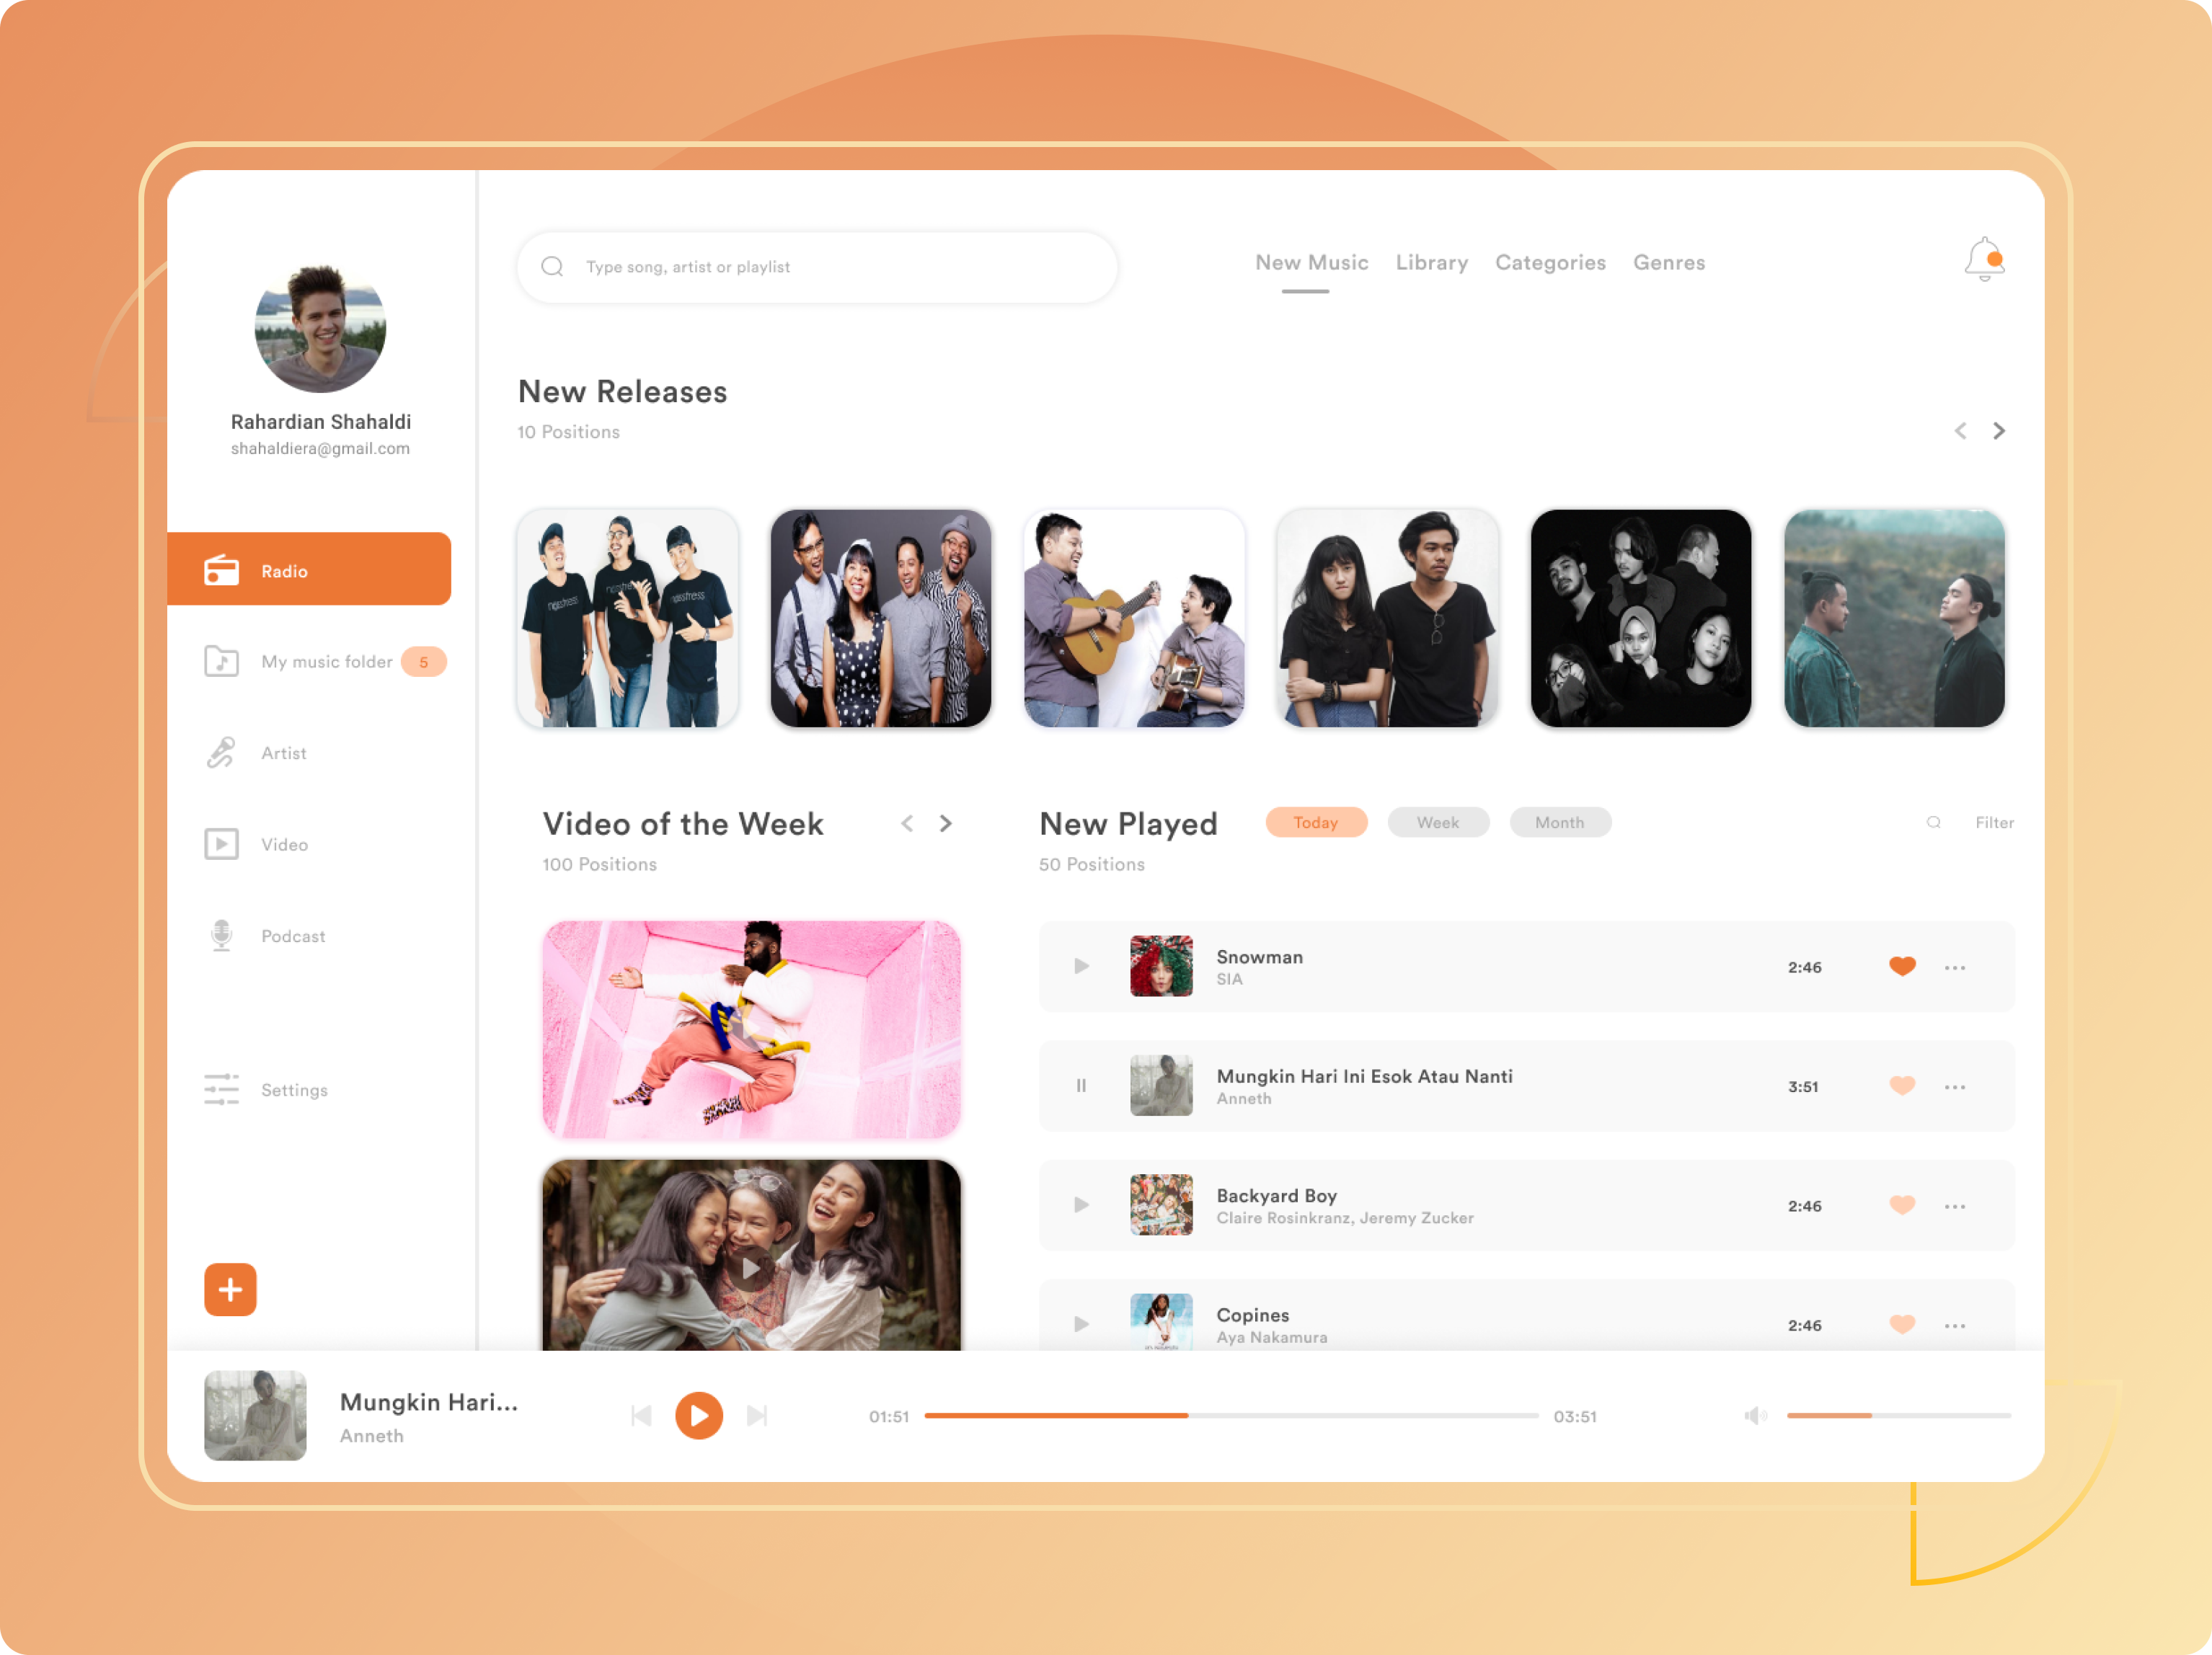 Type song, artist or playlist
New Music
Library
Categories
Genres
Rahardian Shahaldi
shahaldiera@gmail.com
New Releases
10 Positions
Radio
My music folder
5
Artist
Video
Podcast
Settings
nosstress
nosstress
nosstress
Video of the Week
100 Positions
New Played
50 Positions
Today
Week
Month
Filter
Snowman
SIA
2:46
Mungkin Hari Ini Esok Atau Nanti
Anneth
3:51
Backyard Boy
Claire Rosinkranz, Jeremy Zucker
2:46
Copines
Aya Nakamura
2:46
Mungkin Hari...
Anneth
01:51
03:51